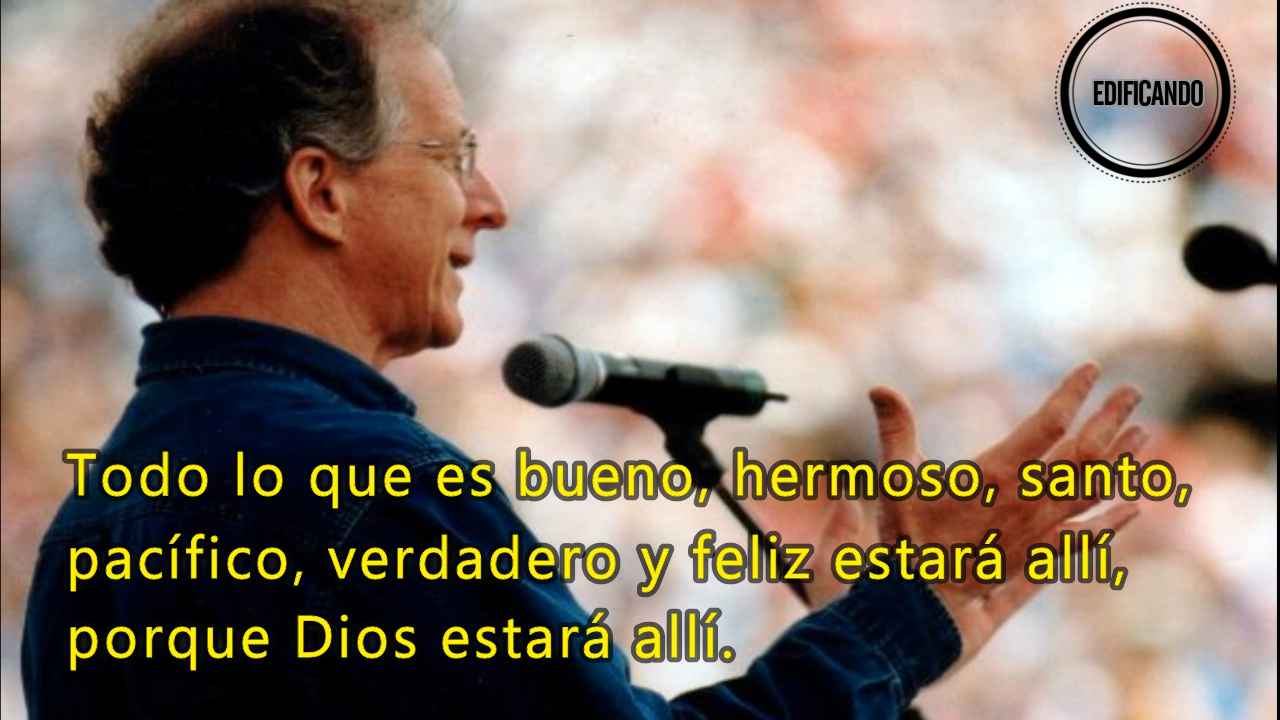 EDIFICANDO
Todo lo que es bueno, hermoso, santo,
pacífico, verdadero y feliz estará allí,
porque Dios estará allí.